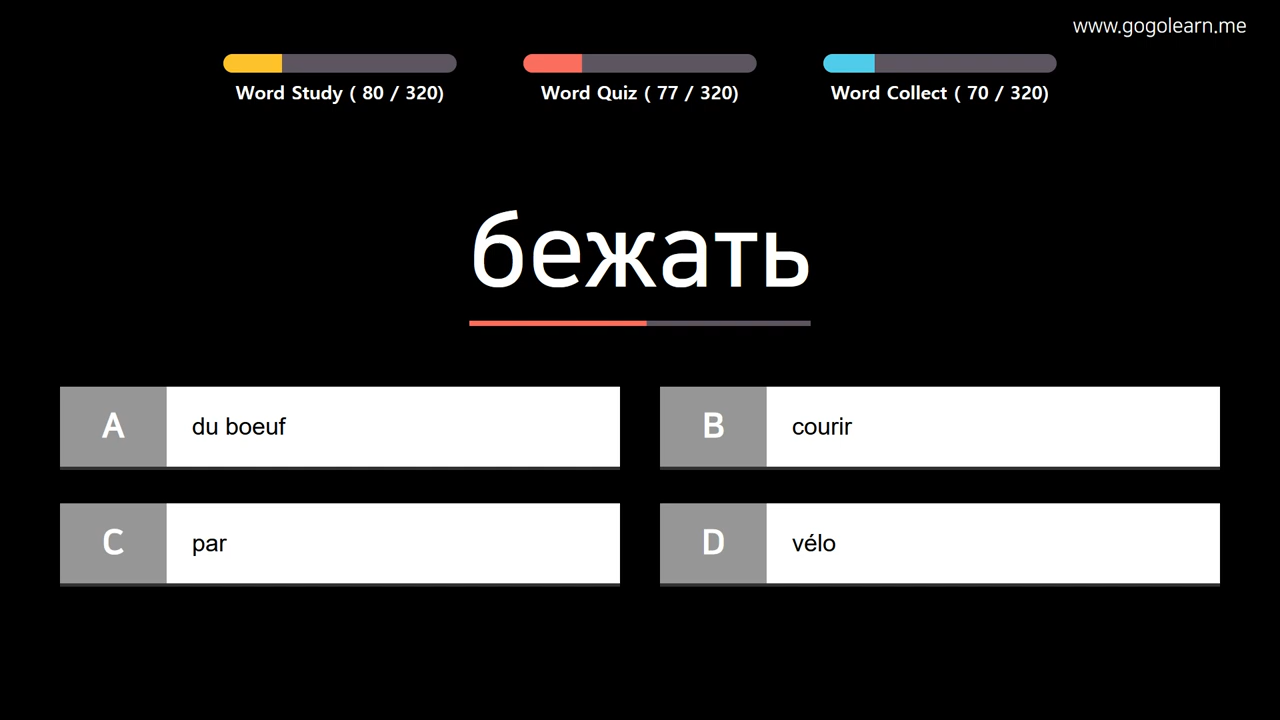 www.gogolearn.me
Word Study ( 80 / 320)
Word Quiz ( 77 / 320)
Word Collect ( 70 / 320)
бежать
A du boeuf
B courir
C par
D vélo